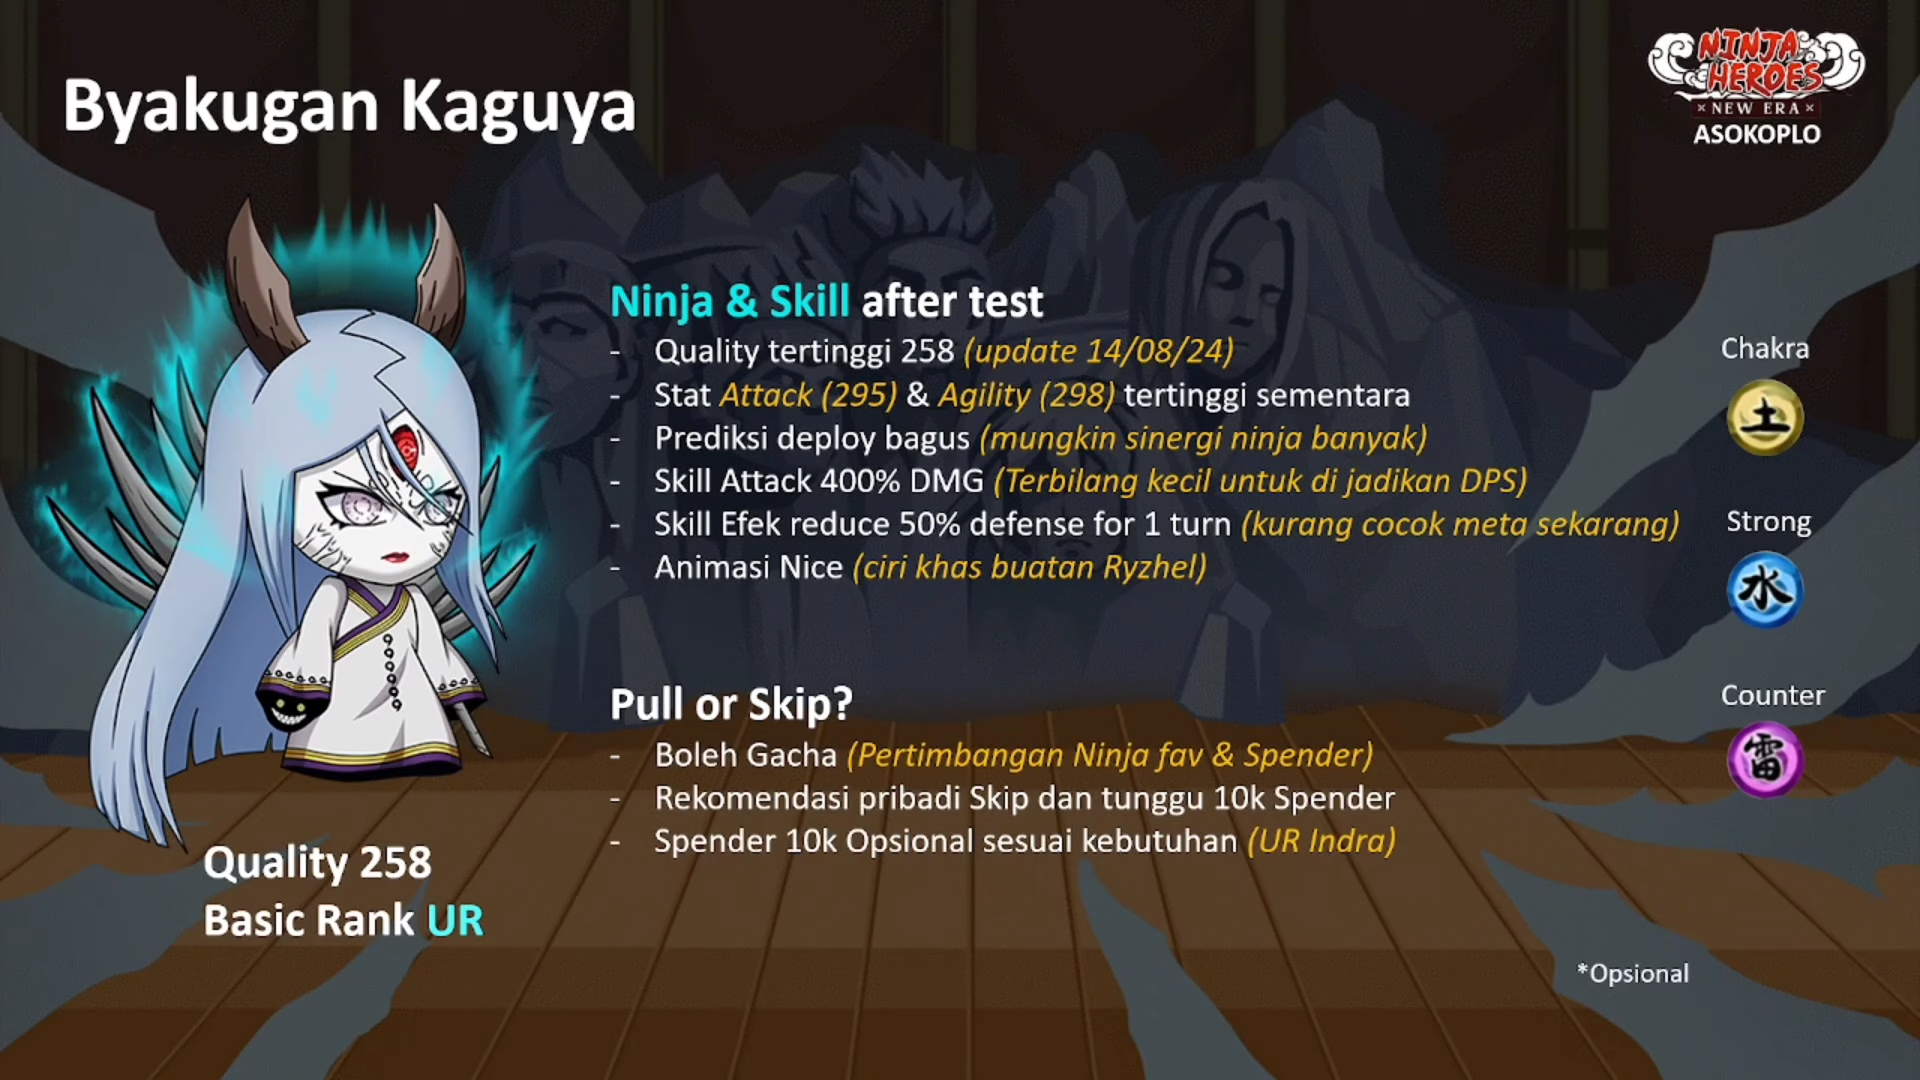 Byakugan Kaguya
NINJA
HEROES
×NEW ERA×
ASOKOPLO
Ninja & Skill after test
- Quality tertinggi 258 (update 14/08/24)
- Stat Attack (295) & Agility (298) tertinggi sementara
- Prediksi deploy bagus (mungkin sinergi ninja banyak)
- Skill Attack 400% DMG (Terbilang kecil untuk di jadikan DPS)
- Skill Efek reduce 50% defense for 1 turn (kurang cocok meta sekarang)
- Animasi Nice (ciri khas buatan Ryzhel)
Chakra
土
Strong
水
Counter
雷
Pull or Skip?
- Boleh Gacha (Pertimbangan Ninja fav & Spender)
- Rekomendasi pribadi Skip dan tunggu 10k Spender
- Spender 10k Opsional sesuai kebutuhan (UR Indra)
Quality 258
Basic Rank UR
*Opsional